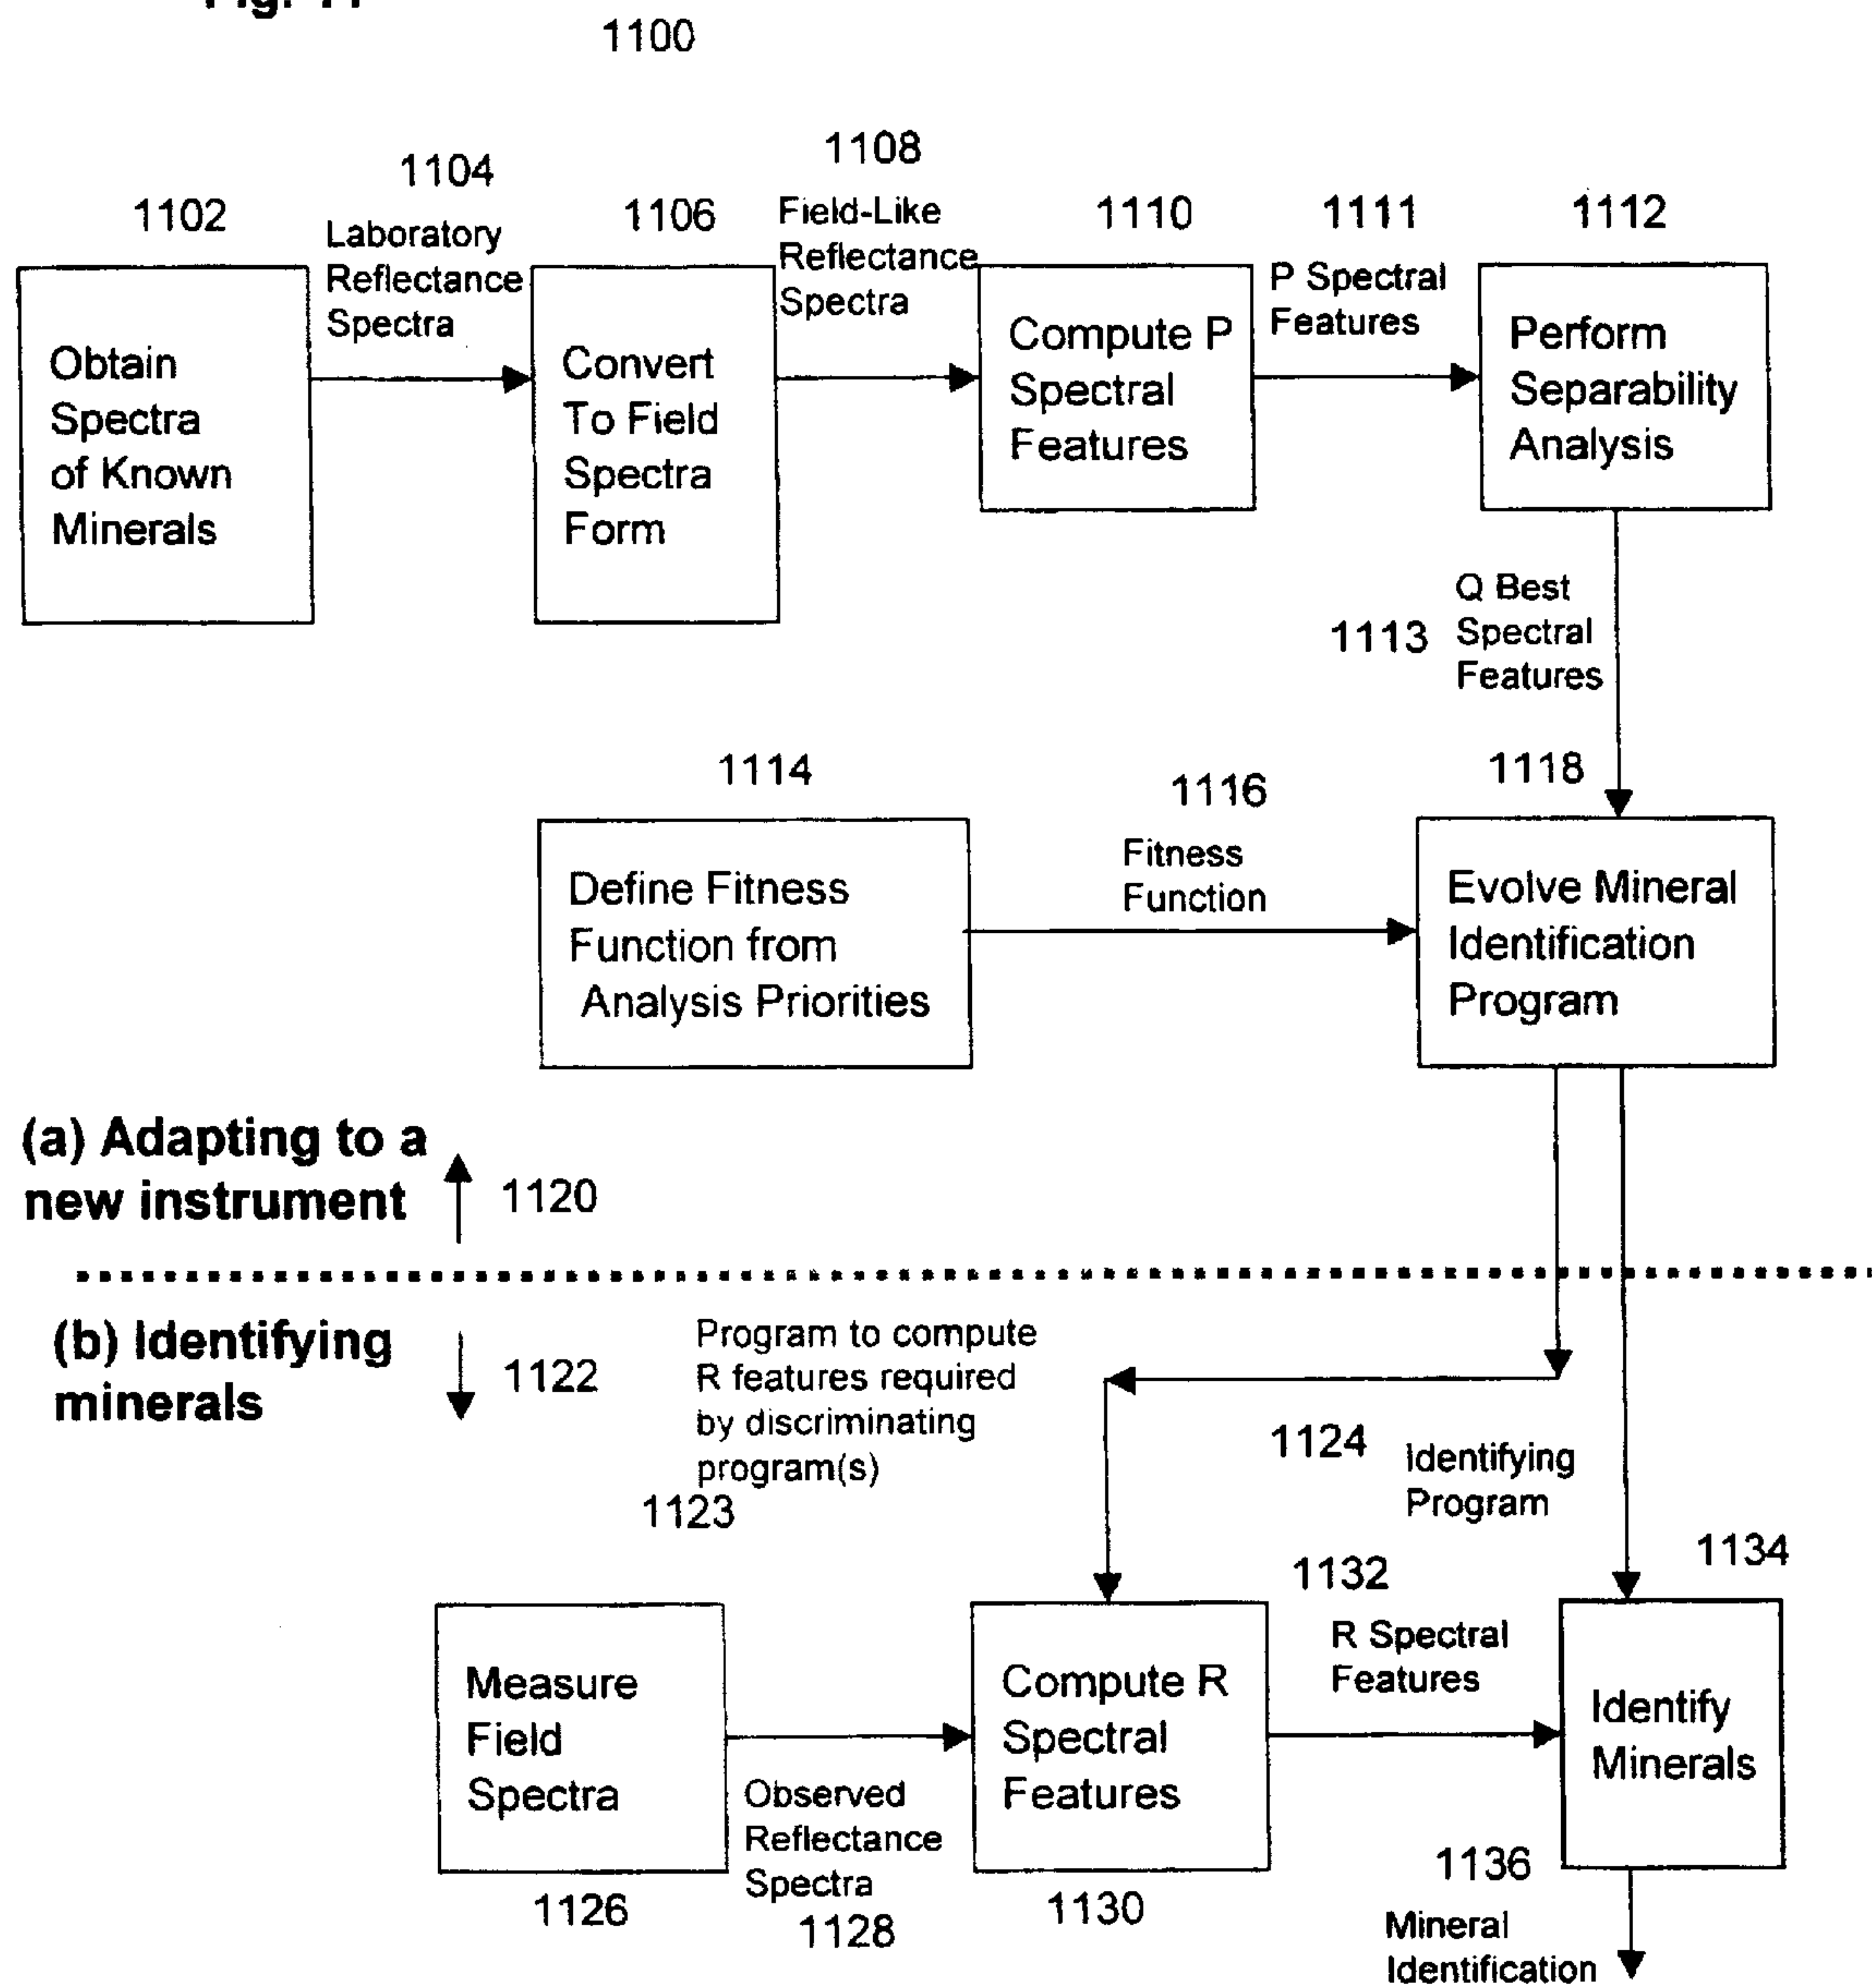 1100
1108
1104
1102
1106
1110
1111
1112
Laboratory
Reflectance
Spectra
Field-Like
Reflectance
Spectra
P Spectral
Features
Obtain
Spectra
of Known
Minerals
Convert
To Field
Spectra
Form
Compute P
Spectral
Features
Perform
Separability
Analysis
1113
Q Best
Spectral
Features
1114
1116
1118
Define Fitness
Function from
Analysis Priorities
Fitness
Function
Evolve Mineral
Identification
Program
(a) Adapting to a
new instrument
1120
(b) Identifying
minerals
1122
Program to compute
R features required
by discriminating
program(s)
1123
1124
Identifying
Program
1132
1134
R Spectral
Features
Measure
Field
Spectra
Compute R
Spectral
Features
Identify
Minerals
Observed
Reflectance
Spectra
1126
1128
1130
1136
Mineral
Identification